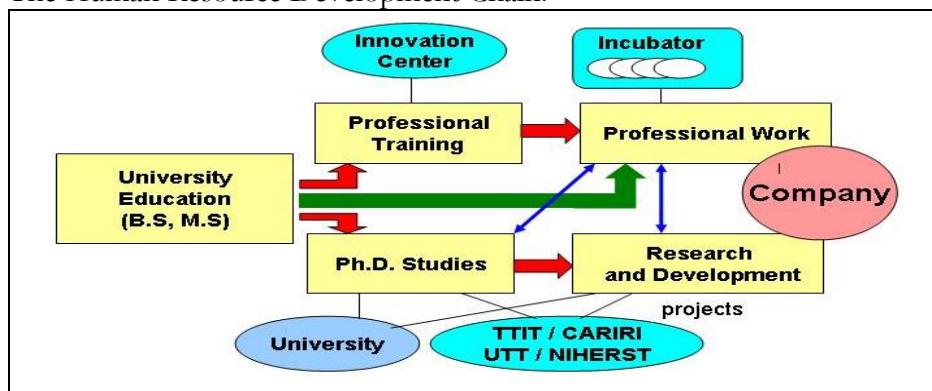 The Human Resource Development Chain:
Innovation
Center
Incubator
Professional
Training
Professional Work
University
Education
(B.S, M.S)
Company
Ph.D. Studies
Research
and Development
projects
University
TTIT / CARIRI
UTT / NIHERST